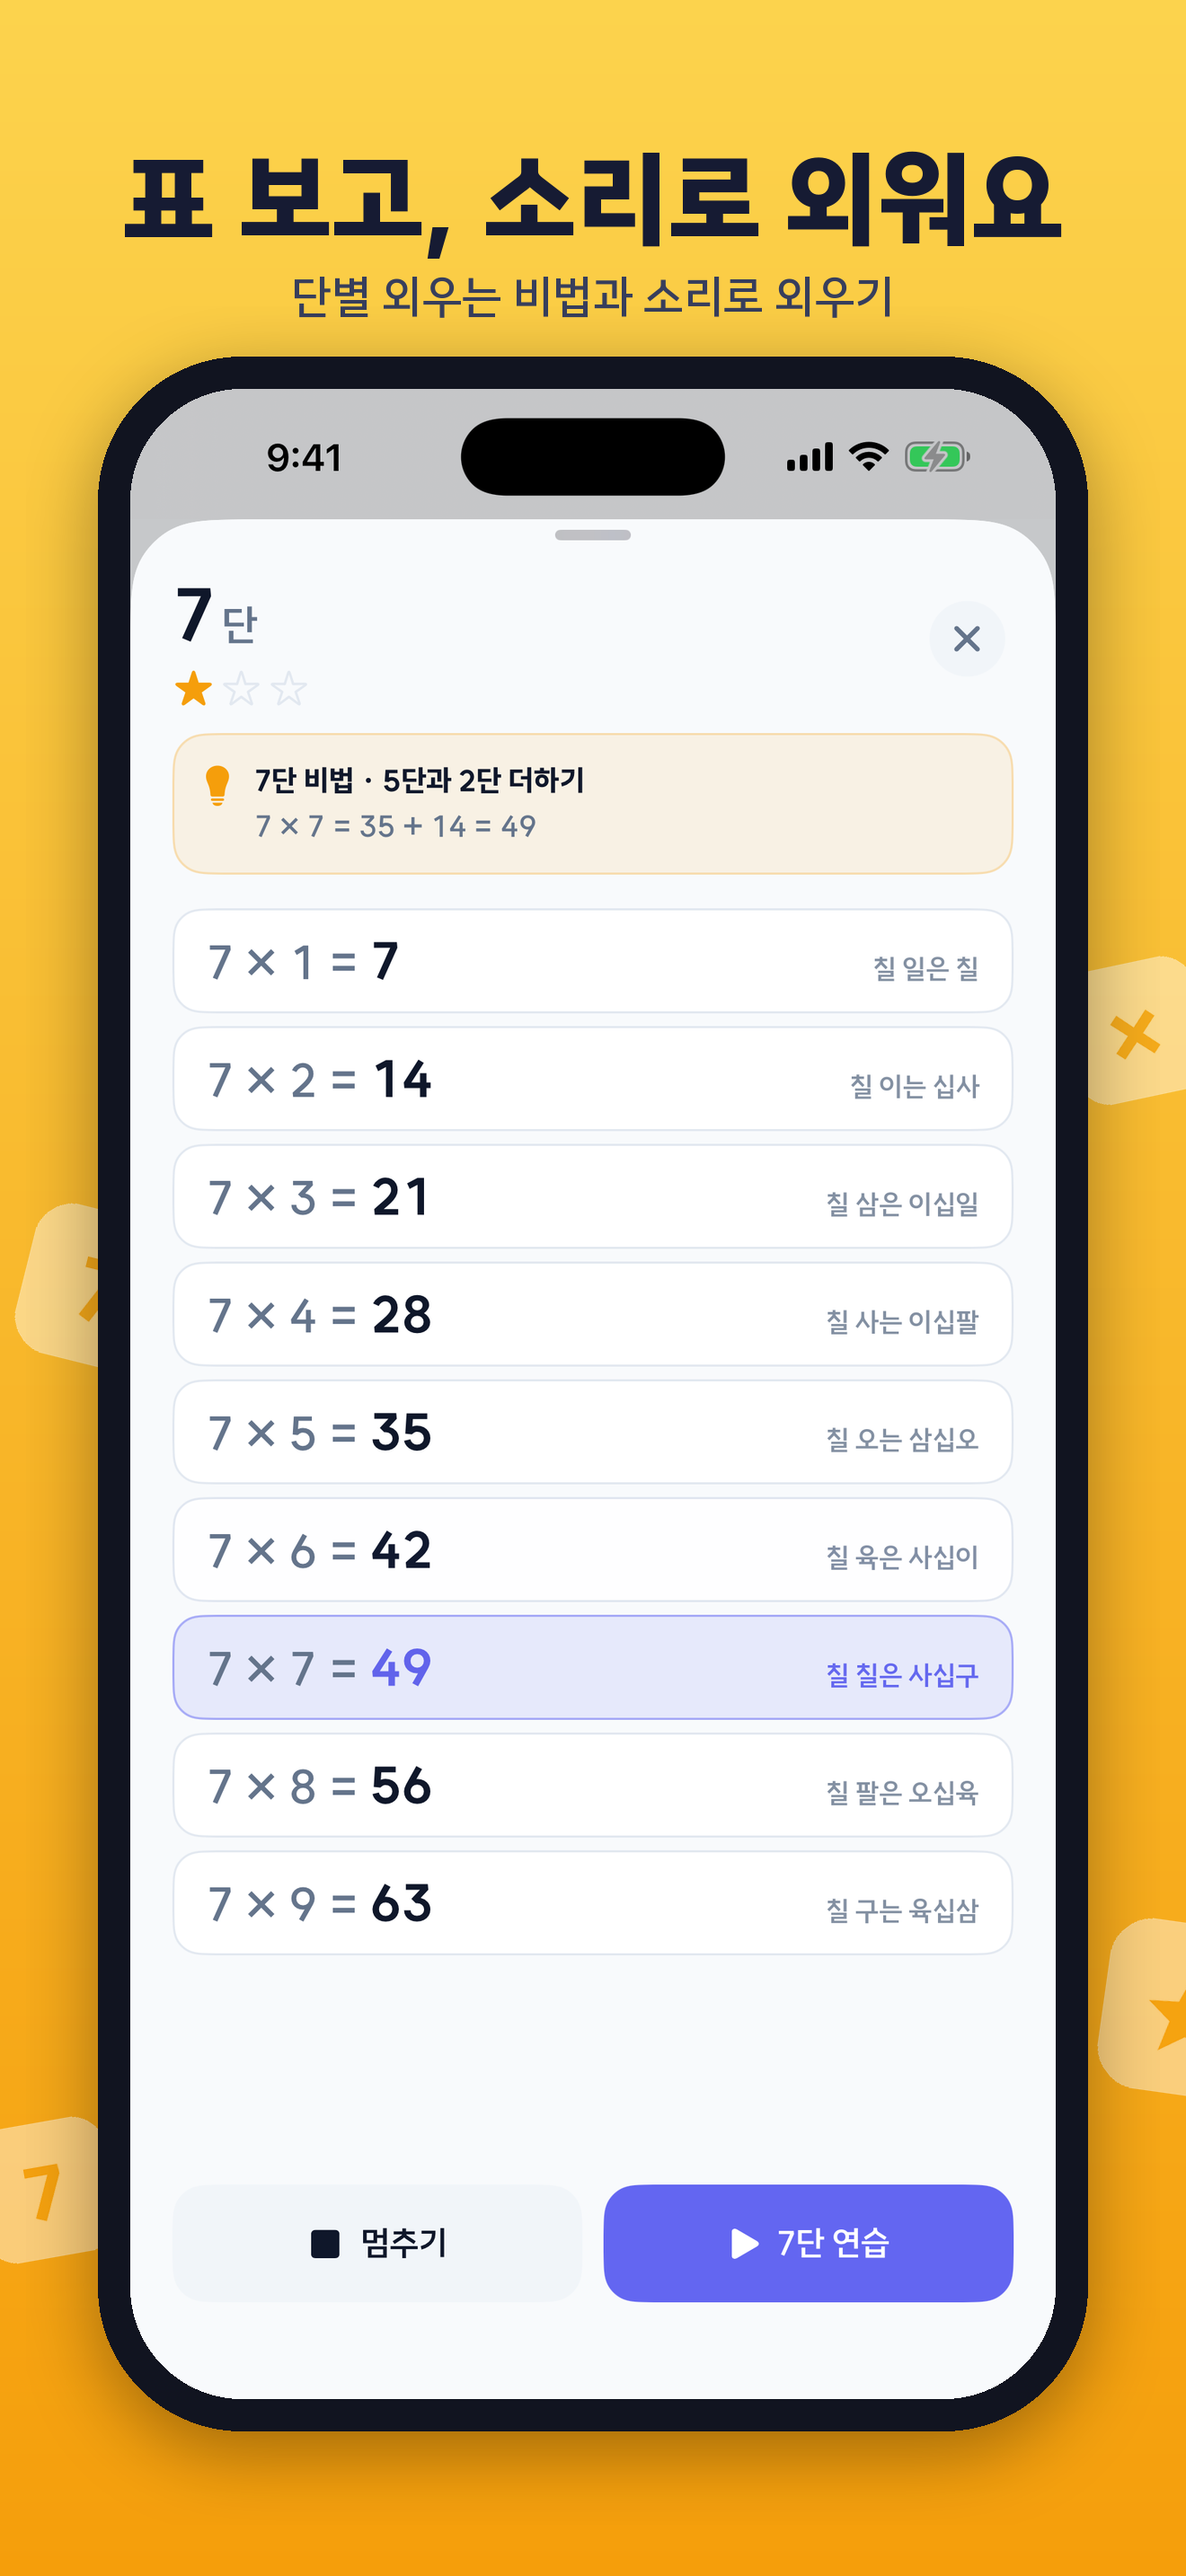 표 보고, 소리로 외워요
단별 외우는 비법과 소리로 외우기
9:41
7 단
7단 비법 · 5단과 2단 더하기
7 × 7 = 35 + 14 = 49
7 × 1 = 7 칠 일은 칠
7 × 2 = 14 칠 이는 십사
7 × 3 = 21 칠 삼은 이십일
7 × 4 = 28 칠 사는 이십팔
7 × 5 = 35 칠 오는 삼십오
7 × 6 = 42 칠 육은 사십이
7 × 7 = 49 칠 칠은 사십구
7 × 8 = 56 칠 팔은 오십육
7 × 9 = 63 칠 구는 육십삼
×
7
7
멈추기
7단 연습